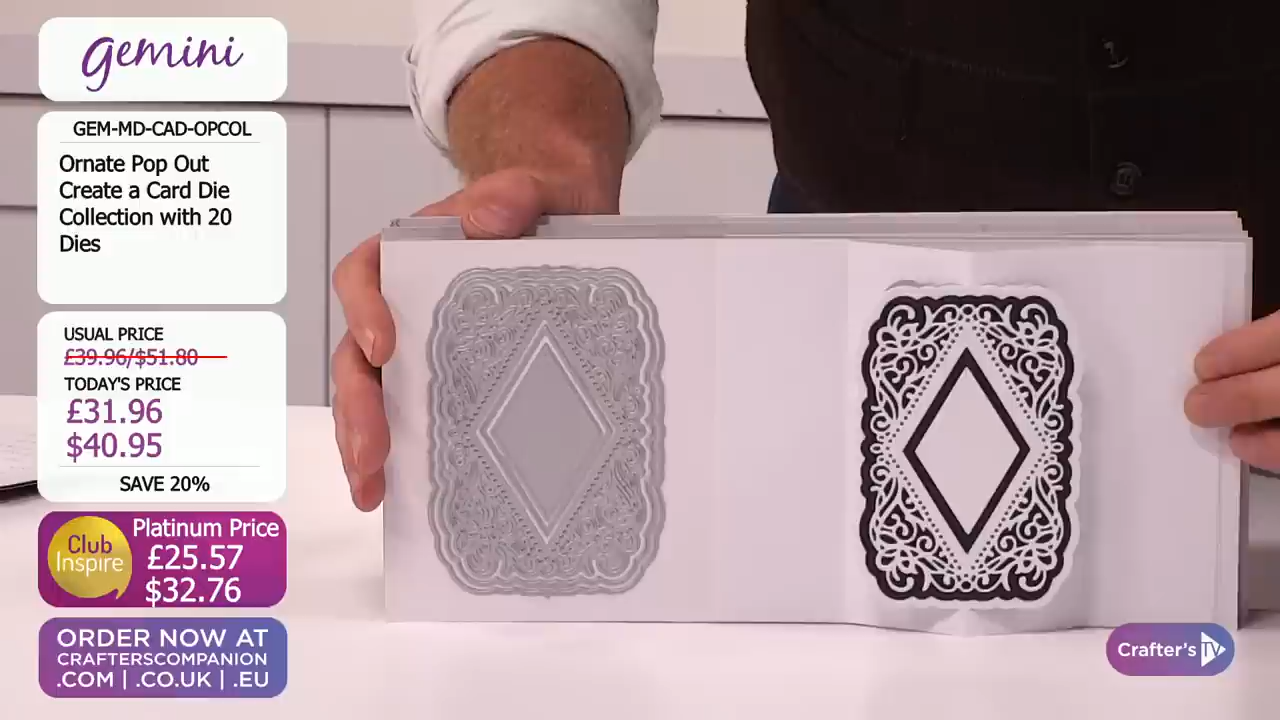 gemini
GEM-MD-CAD-OPCOL
Ornate Pop Out
Create a Card Die
Collection with 20
Dies
USUAL PRICE
£39.96/$51.80
TODAY'S PRICE
£31.96
$40.95
SAVE 20%
Club
Inspire
Platinum Price
£25.57
$32.76
ORDER NOW AT
CRAFTERSCOMPANION
.COM | .CO.UK | .EU
Crafter's TV